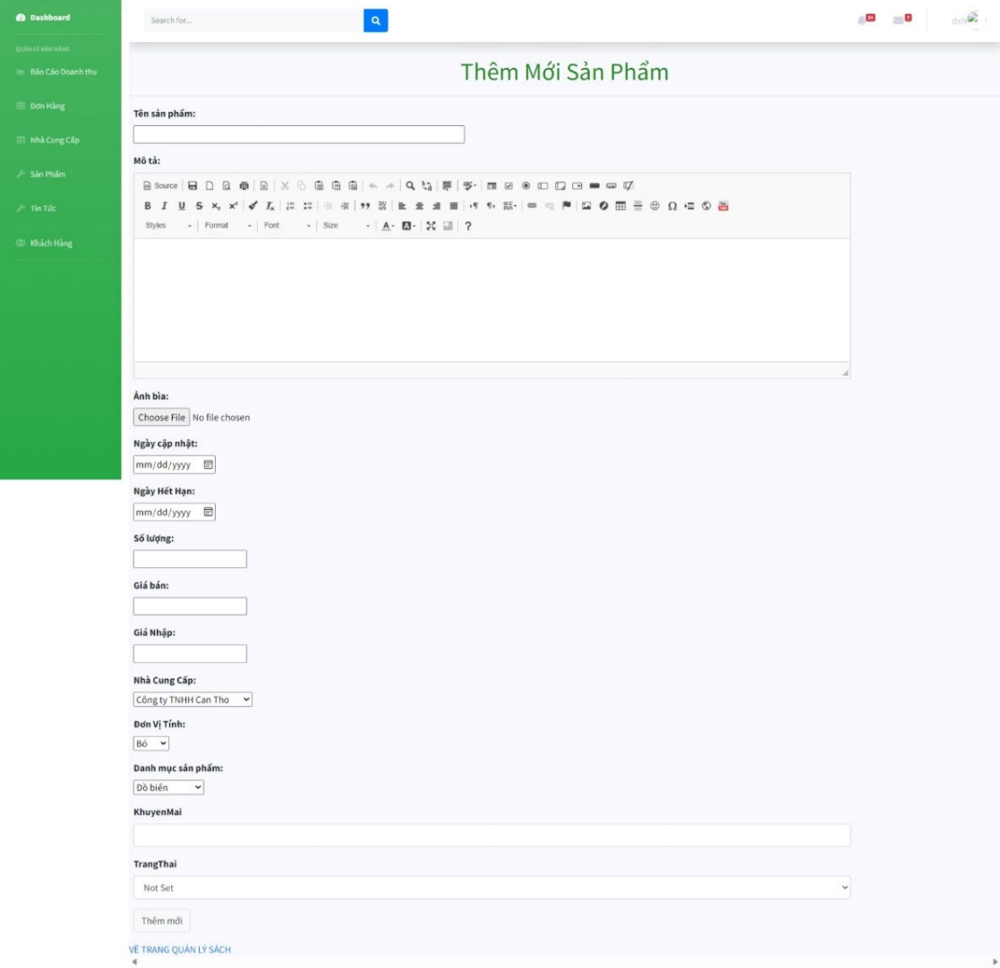 Dashboard
QUẢN LÝ BÁN HÀNG
Báo Cáo Doanh thu
Đơn Hàng
Nhà Cung Cấp
Sản Phẩm
Tin Tức
Khách Hàng
Search for...
3+
7
Thêm Mới Sản Phẩm
Tên sản phẩm:
Mô tả:
Source
Styles Format Font Size
Ảnh bìa:
Choose File No file chosen
Ngày cập nhật:
mm/dd/yyyy
Ngày Hết Hạn:
mm/dd/yyyy
Số lượng:
Giá bán:
Giá Nhập:
Nhà Cung Cấp:
Công ty TNHH Can Tho
Đơn Vị Tính:
Bó
Danh mục sản phẩm:
Đồ biển
KhuyenMai
TrangThai
Not Set
Thêm mới
VỀ TRANG QUẢN LÝ SÁCH